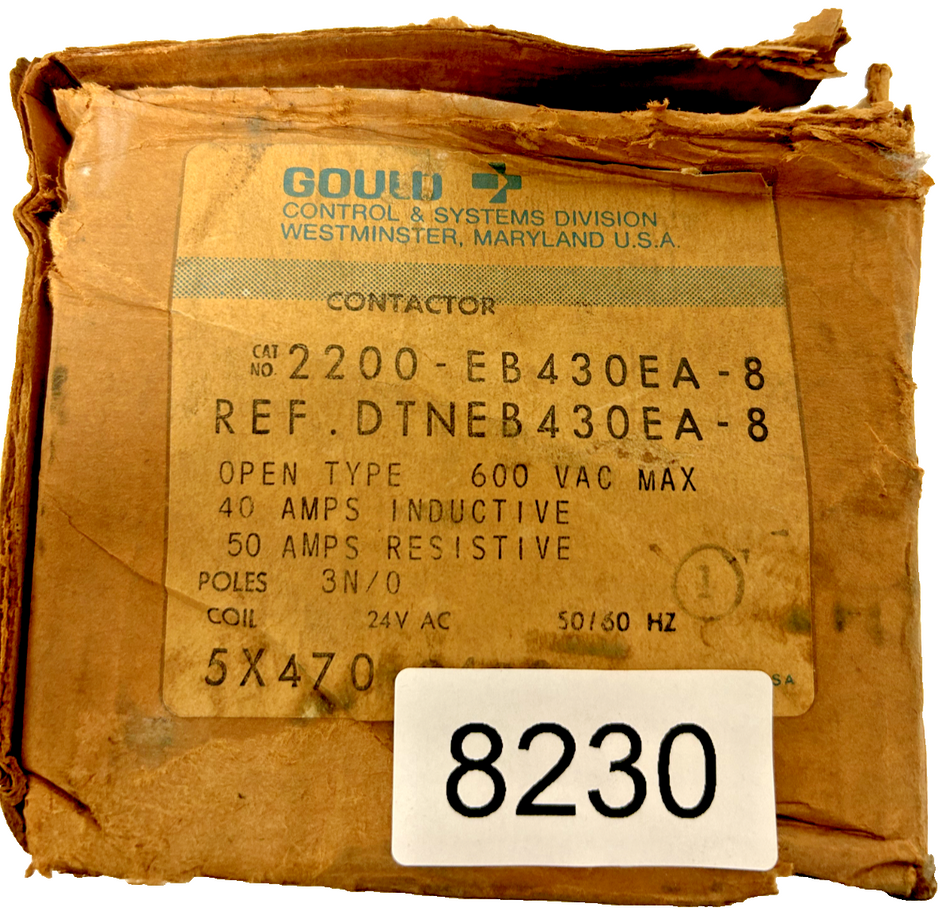 GOULD
CONTROL & SYSTEMS DIVISION
WESTMINSTER, MARYLAND U.S.A.
CONTACTOR
CAT NO. 2200-EB430EA-8
REF. DTNEB430EA-8
OPEN TYPE 600 VAC MAX
40 AMPS INDUCTIVE
50 AMPS RESISTIVE
POLES 3N/O
1
COIL 24V AC 50/60 HZ
5X470
SA
8230